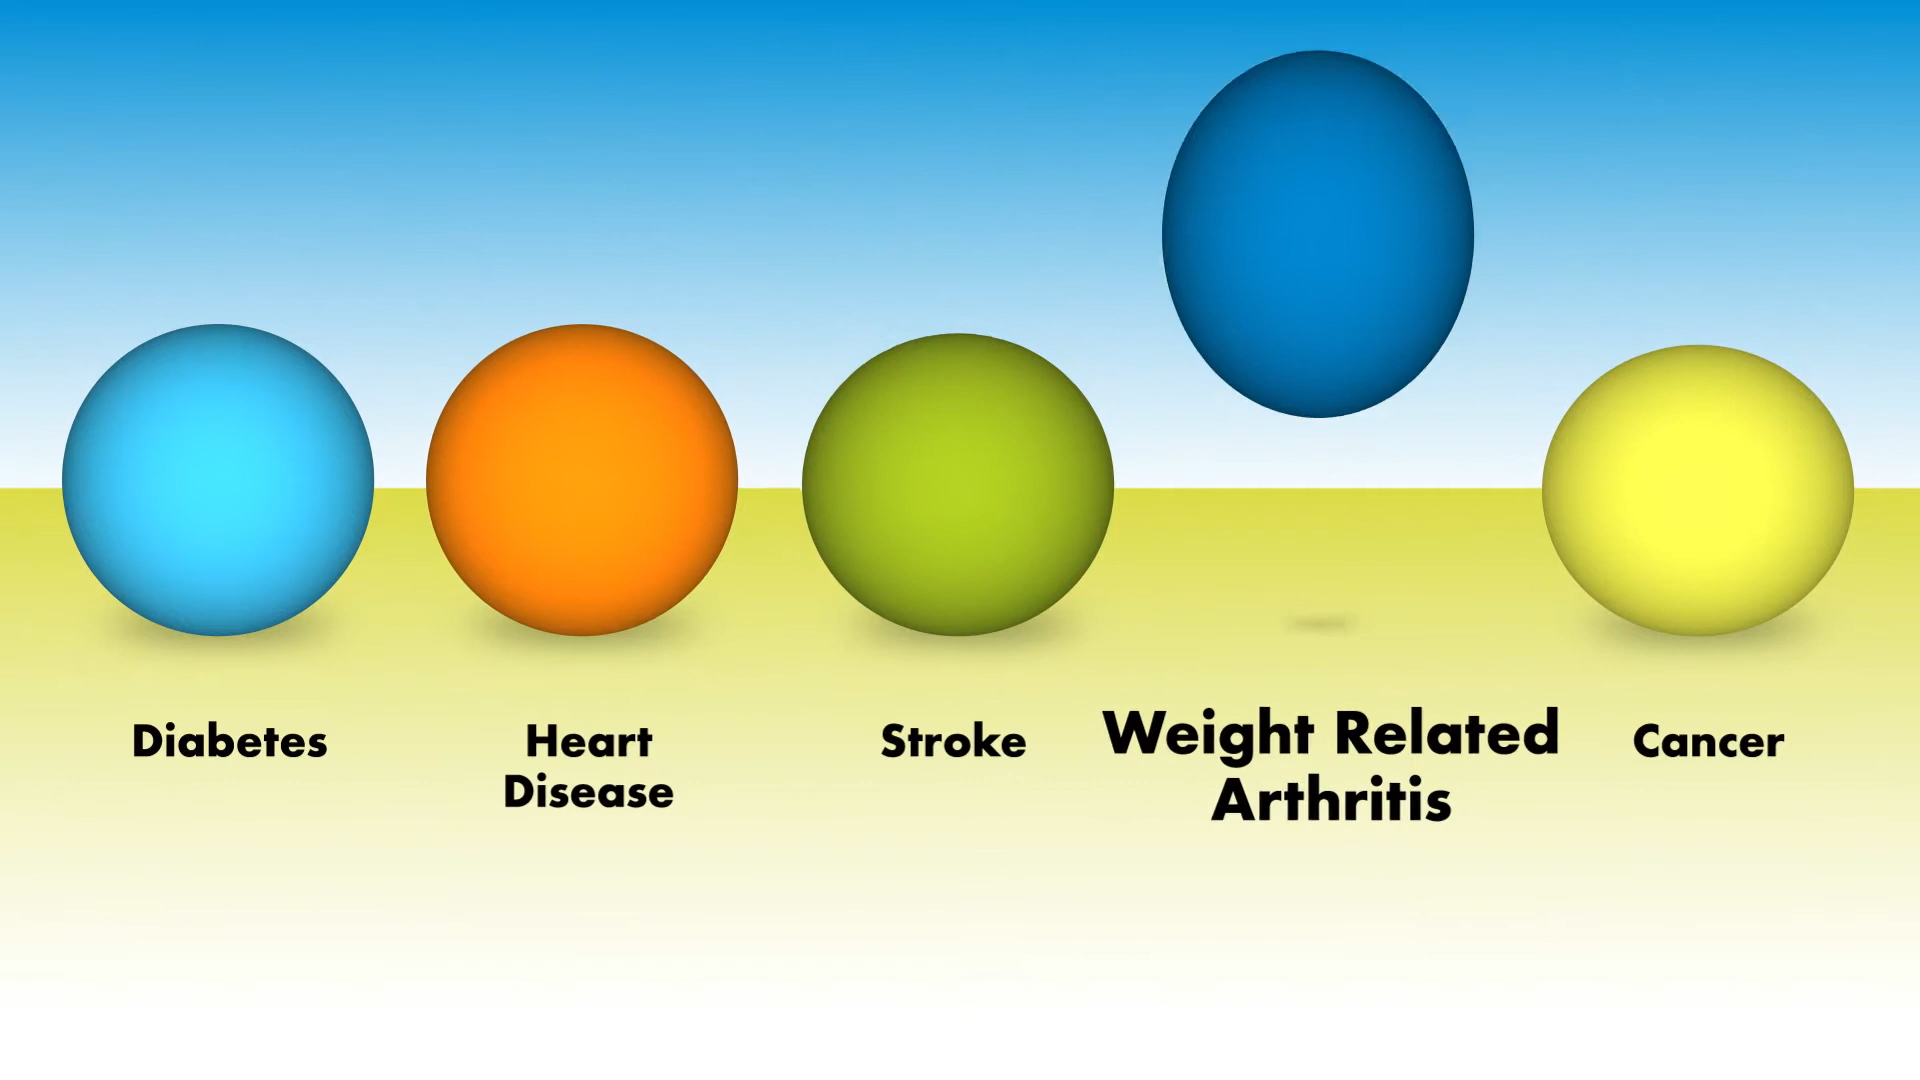 Diabetes
Heart
Disease
Stroke
Weight Related
Arthritis
Cancer